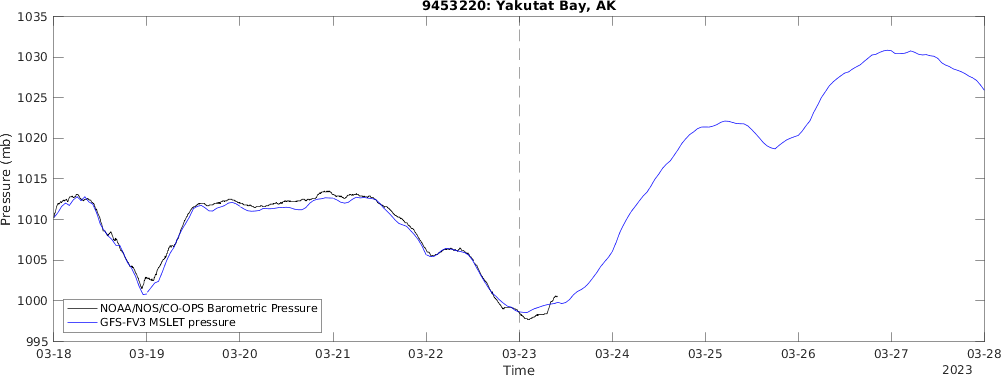 9453220: Yakutat Bay, AK
Pressure (mb)
1035
1030
1025
1020
1015
1010
1005
1000
995
NOAA/NOS/CO-OPS Barometric Pressure
GFS-FV3 MSLET pressure
03-18 03-19 03-20 03-21 03-22 03-23 03-24 03-25 03-26 03-27 03-28
Time
2023